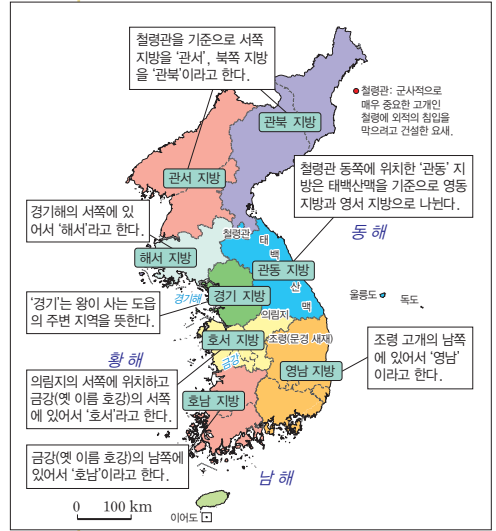 철령관을 기준으로 서쪽
지방을 ‘관서’, 북쪽 지방
을 ‘관북’이라고 한다.
철령관: 군사적으로
매우 중요한 고개인
철령에 외적의 침입을
막으려고 건설한 요새.
관북 지방
관서 지방
철령관 동쪽에 위치한 ‘관동’ 지
방은 태백산맥을 기준으로 영동
지방과 영서 지방으로 나뉜다.
경기해의 서쪽에 있
어서 ‘해서’라고 한다.
철령관
태
백
산
맥
동해
해서 지방
관동 지방
경기해
경기 지방
울릉도
독도
‘경기’는 왕이 사는 도읍
의 주변 지역을 뜻한다.
의림지
호서 지방
조령(문경 새재)
조령 고개의 남쪽
에 있어서 ‘영남’
이라고 한다.
황해
금강
영남 지방
의림지의 서쪽에 위치하고
금강(옛 이름 호강)의 서쪽
에 있어서 ‘호서’라고 한다.
호남 지방
금강(옛 이름 호강)의 남쪽에
있어서 ‘호남’이라고 한다.
남해
0 100 km
이어도